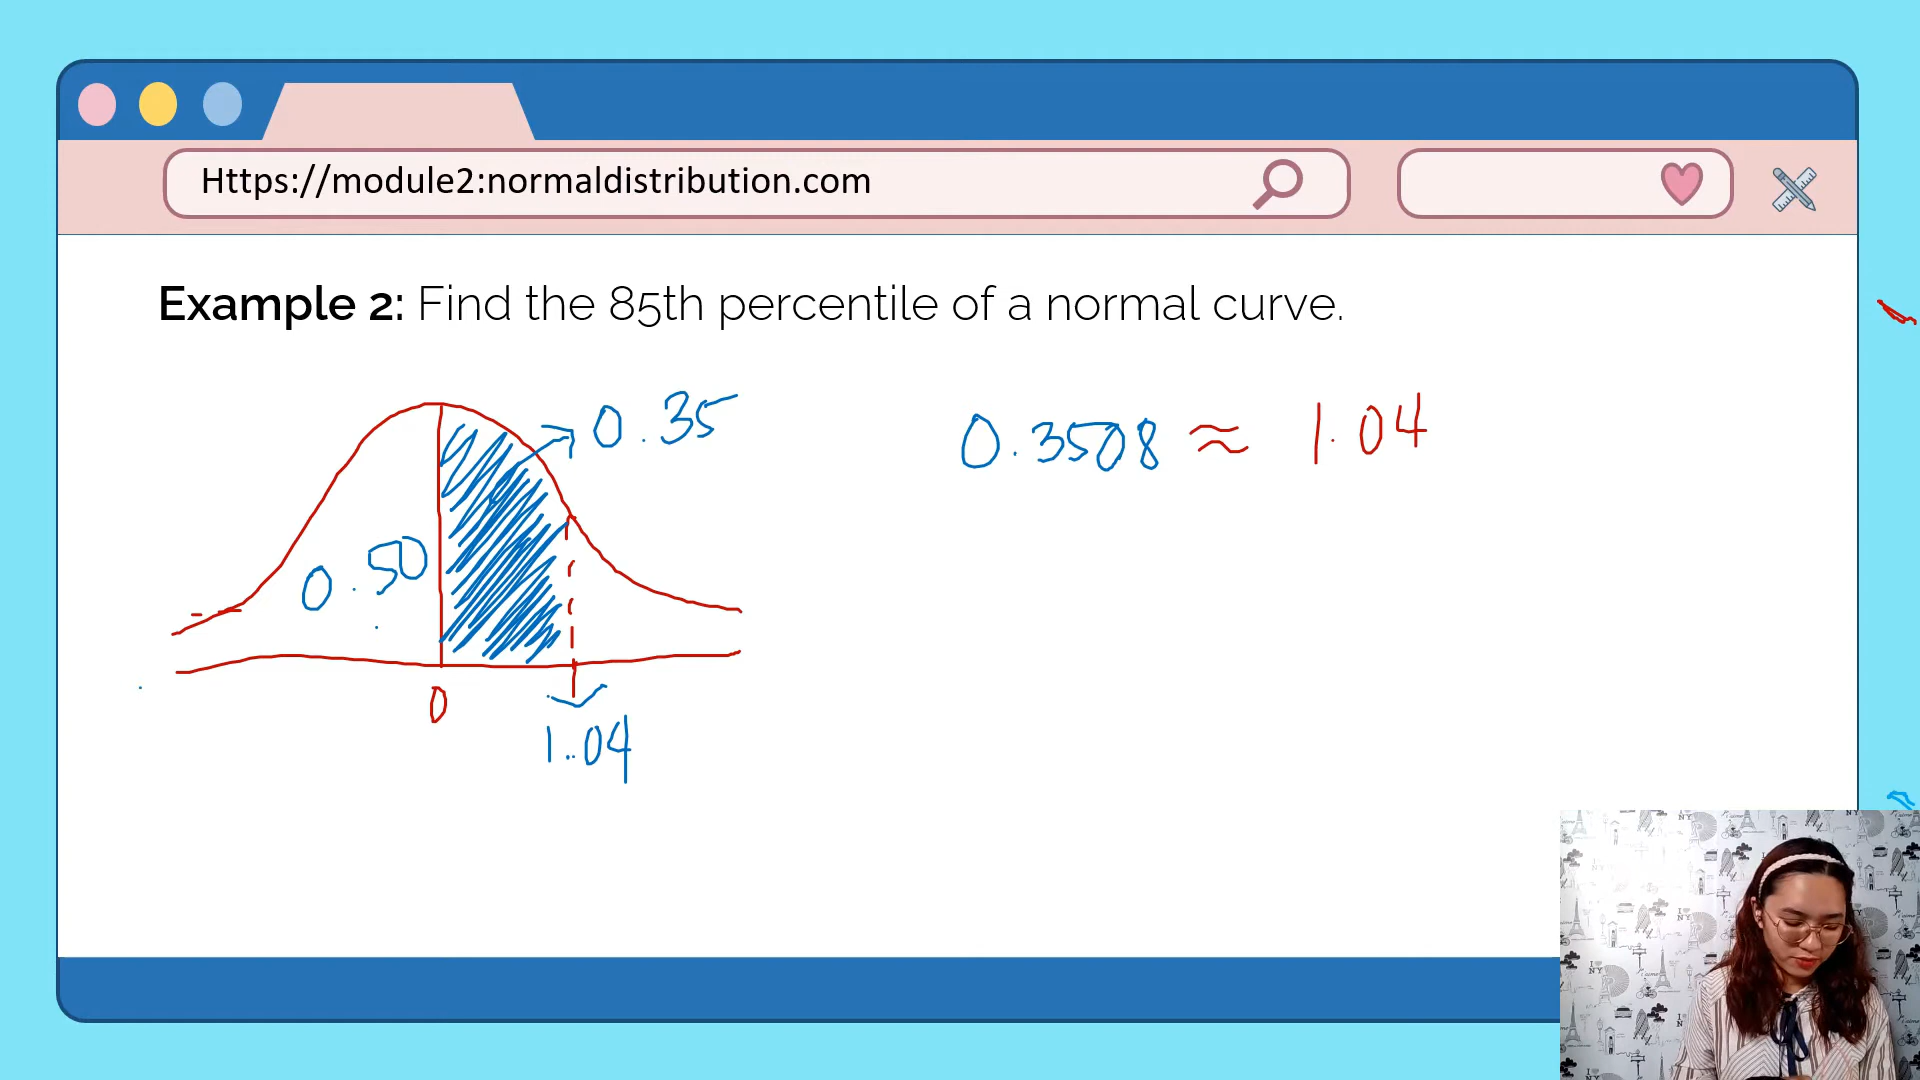 Https://module2:normaldistribution.com
Example 2: Find the 85th percentile of a normal curve.
0.35
0.3508 ≈ 1.04
0.50
0
1.04